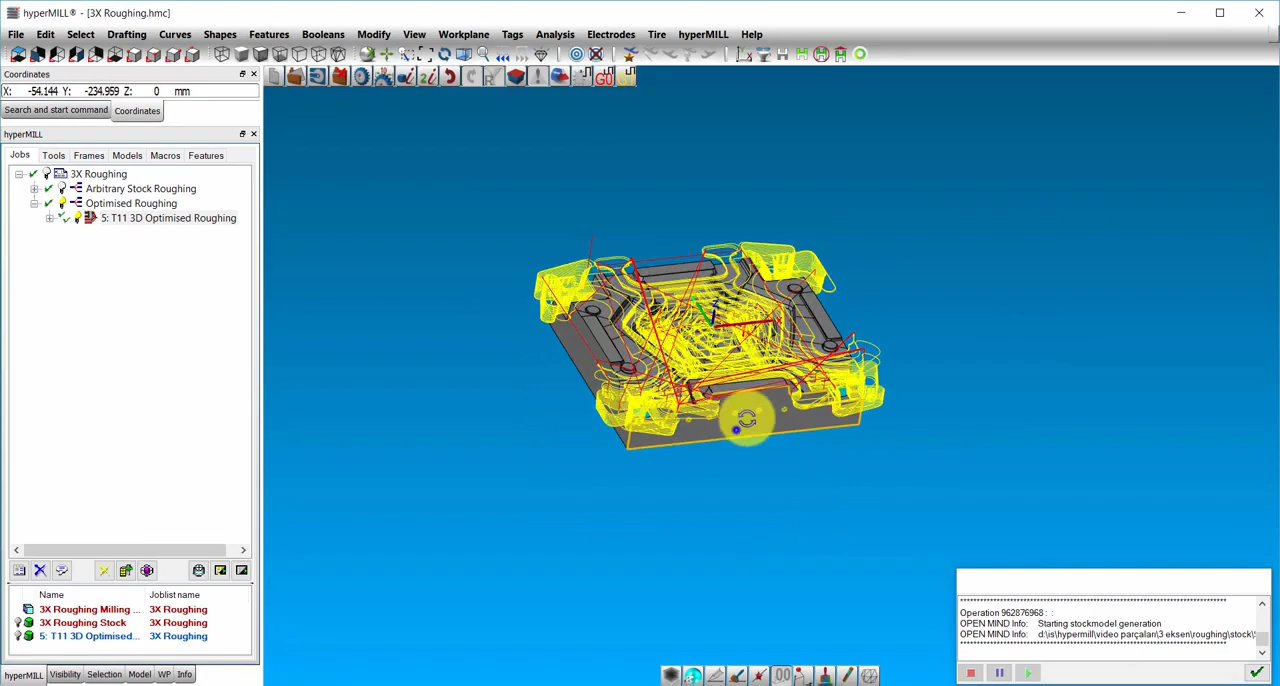 hyperMILL® - [3X Roughing.hmc]
File Edit Select Drafting Curves Shapes Features Booleans Modify View Workplane Tags Analysis Electrodes Tire hyperMILL Help
Coordinates
X: -54.144 Y: -234.959 Z: 0 mm
Search and start command Coordinates
hyperMILL
Jobs Tools Frames Models Macros Features
3X Roughing
Arbitrary Stock Roughing
Optimised Roughing
5: T11 3D Optimised Roughing
Name Joblist name
3X Roughing Milling ... 3X Roughing
3X Roughing Stock 3X Roughing
5: T11 3D Optimised... 3X Roughing
hyperMILL Visibility Selection Model WP Info
Operation 962876968 : :
OPEN MIND Info: Starting stockmodel generation
OPEN MIND Info: d:\is\hypermill\video parçaları\3 eksen\roughing\stock\